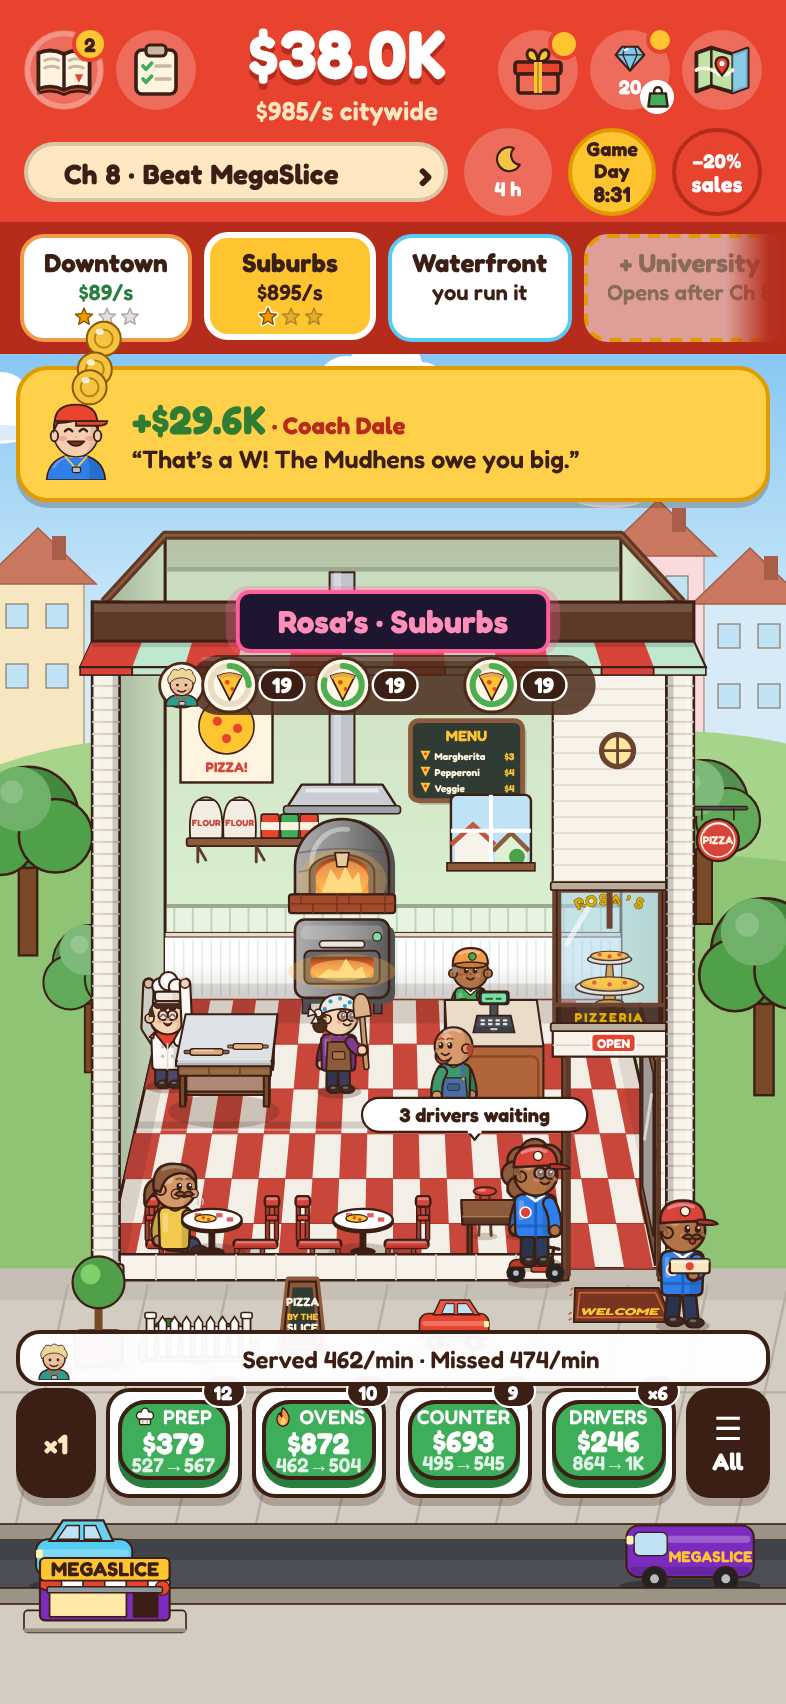 2
$38.0K
$985/s citywide
20
Ch 8 · Beat MegaSlice ›
4 h
Game
Day
8:31
−20%
sales
Downtown
$89/s
Suburbs
$895/s
Waterfront
you run it
+ University
Opens after Ch 8
+$29.6K · Coach Dale
“That’s a W! The Mudhens owe you big.”
Rosa’s · Suburbs
19
19
19
PIZZA!
MENU
Margherita $3
Pepperoni $4
Veggie $4
FLOUR
FLOUR
PIZZA
ROSA'S
PIZZERIA
OPEN
3 drivers waiting
PIZZA
BY THE
SLICE
WELCOME
Served 462/min · Missed 474/min
×1
12
PREP
$379
527→567
10
OVENS
$872
462→504
9
COUNTER
$693
495→545
×6
DRIVERS
$246
864→1K
All
MEGASLICE
MEGASLICE